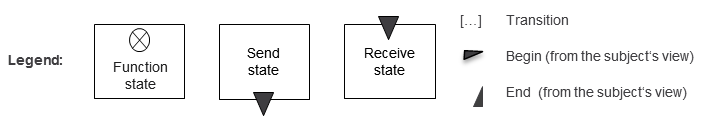 Legend:
Function
state
Send
state
Receive
state
[…] Transition
Begin (from the subject‘s view)
End (from the subject‘s view)